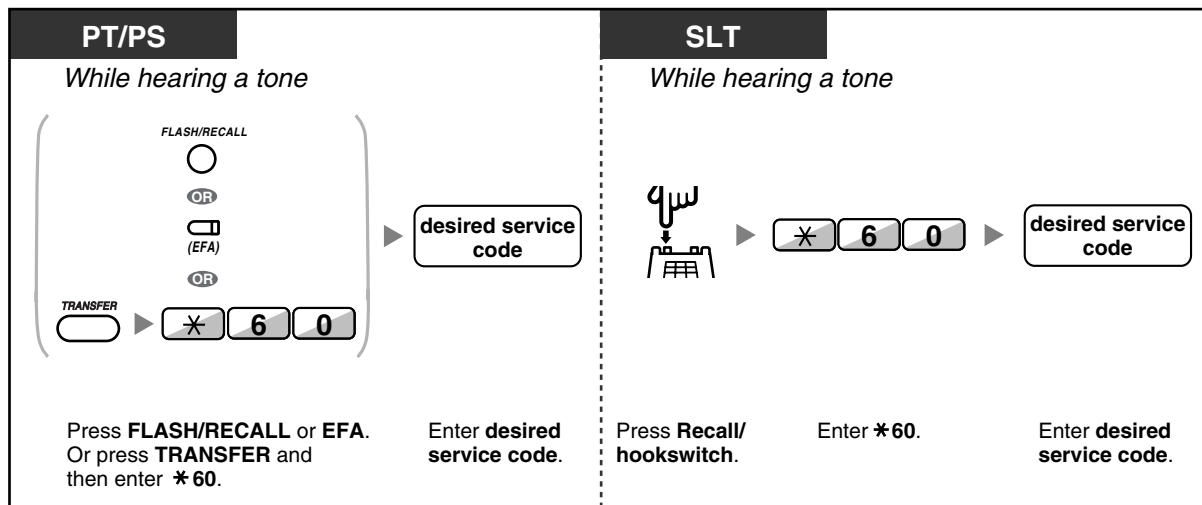 PT/PS
While hearing a tone
FLASH/RECALL
OR
(EFA)
OR
TRANSFER
* 6 0
desired service
code
Press FLASH/RECALL or EFA.
Or press TRANSFER and
then enter *60.
Enter desired
service code.
SLT
While hearing a tone
* 6 0
desired service
code
Press Recall/
hookswitch.
Enter *60.
Enter desired
service code.